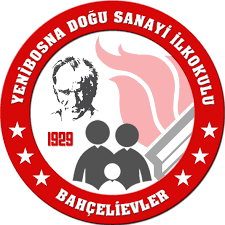 YENİBOSNA DOĞU SANAYİ İLKOKULU
1929
BAHÇELİEVLER